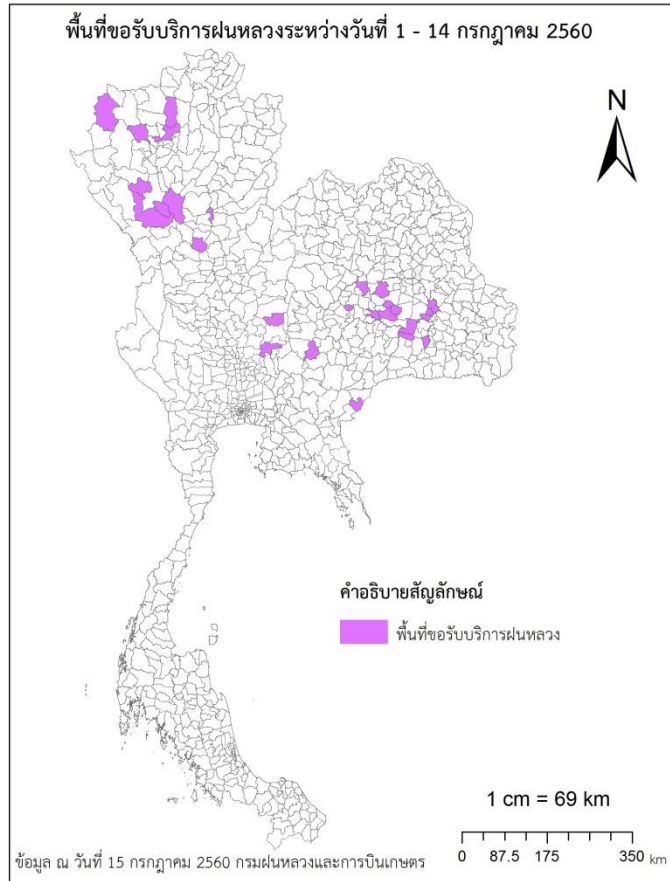 พื้นที่ขอรับบริการฝนหลวงระหว่างวันที่ 1 - 14 กรกฎาคม 2560
N
คำอธิบายสัญลักษณ์
พื้นที่ขอรับบริการฝนหลวง
1 cm = 69 km
0 87.5 175 350 km
ข้อมูล ณ วันที่ 15 กรกฎาคม 2560 กรมฝนหลวงและการบินเกษตร